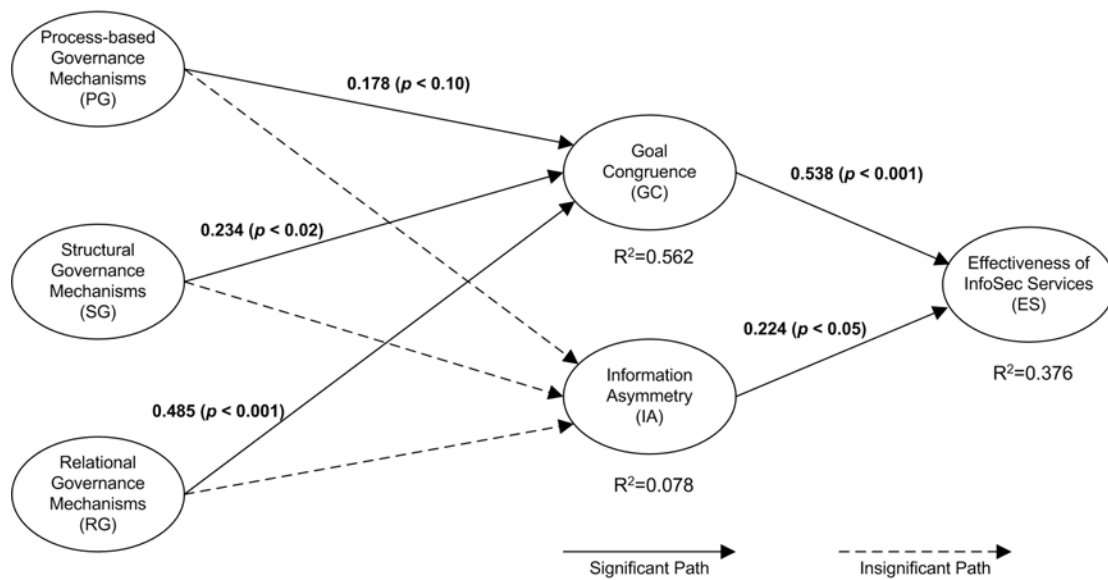 Process-based
Governance
Mechanisms
(PG)
0.178 (p < 0.10)
Goal
Congruence
(GC)
0.538 (p < 0.001)
R²=0.562
Structural
Governance
Mechanisms
(SG)
0.234 (p < 0.02)
Effectiveness of
InfoSec Services
(ES)
R²=0.376
0.224 (p < 0.05)
Information
Asymmetry
(IA)
R²=0.078
0.485 (p < 0.001)
Relational
Governance
Mechanisms
(RG)
Significant Path
Insignificant Path